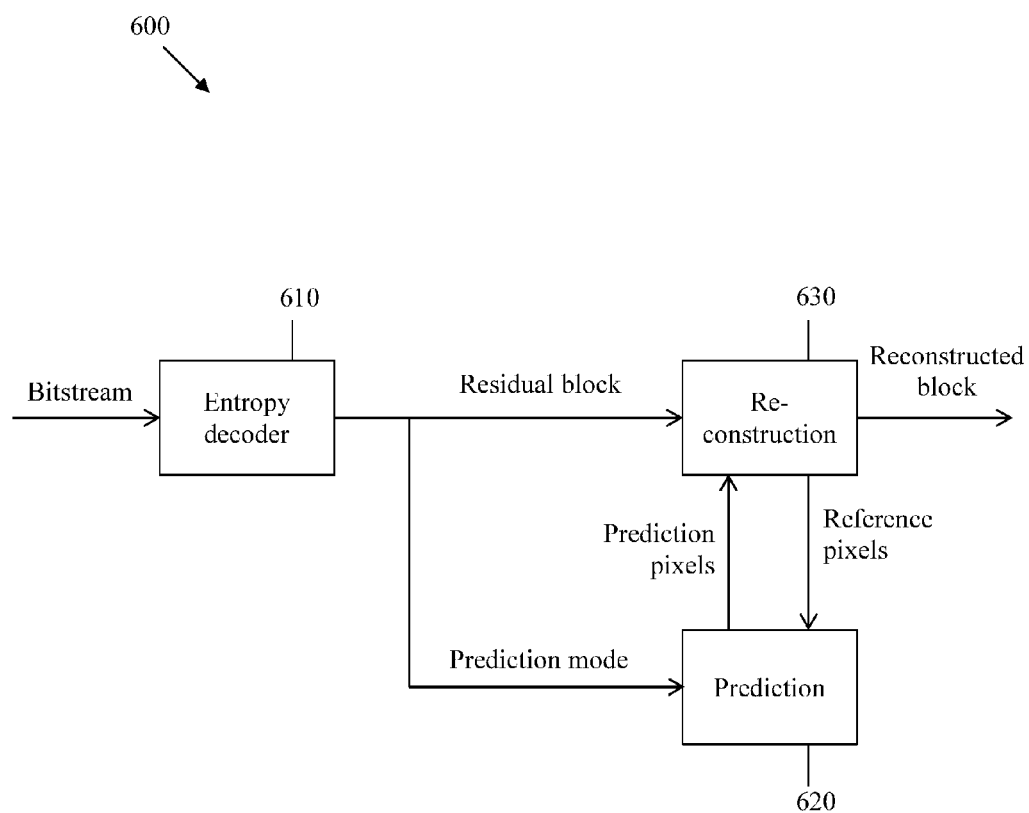 600
610
630
Bitstream
Entropy
decoder
Residual block
Re-
construction
Reconstructed
block
Prediction
pixels
Reference
pixels
Prediction mode
Prediction
620